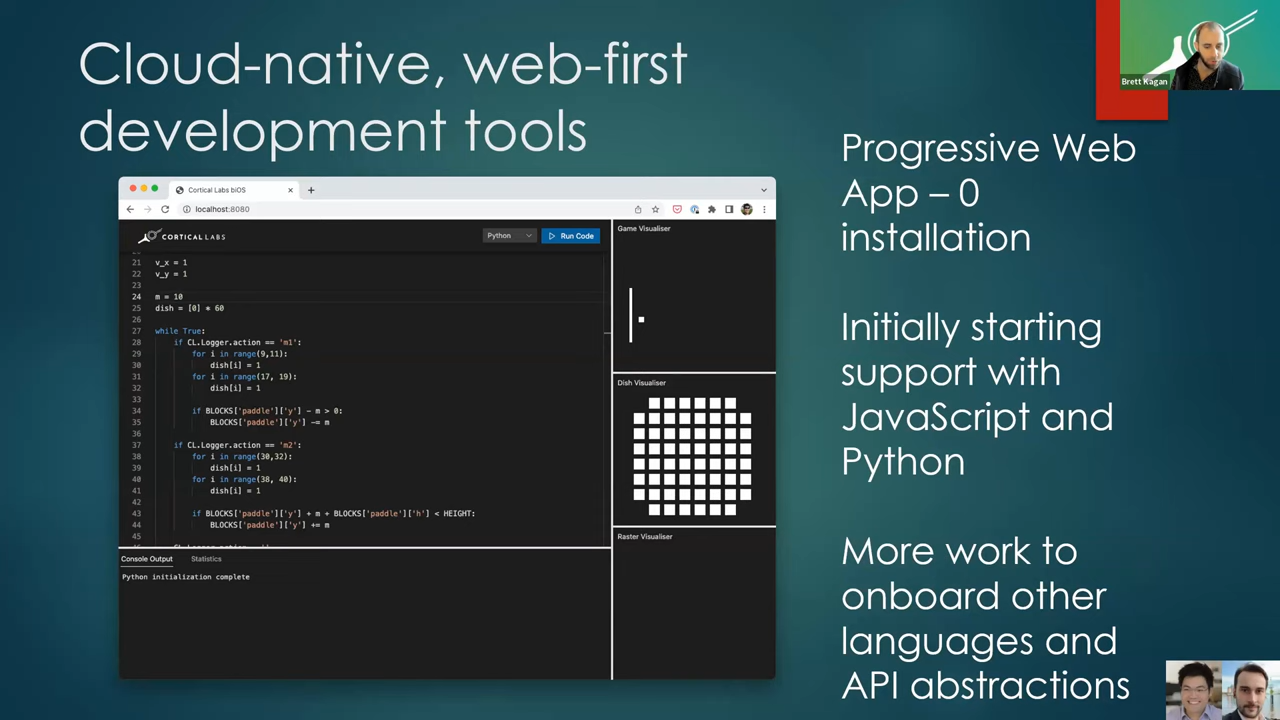 Cloud-native, web-first
development tools
Brett Kagan
Progressive Web
App – 0
installation
Initially starting
support with
JavaScript and
Python
More work to
onboard other
languages and
API abstractions
Cortical Labs biOS
localhost:8080
CORTICAL LABS
Python
Run Code
21 v_x = 1
22 v_y = 1
23
24 m = 10
25 dish = [0] * 60
26
27 while True:
28 if CL.Logger.action == 'm1':
29 for i in range(9,11):
30 dish[i] = 1
31 for i in range(17, 19):
32 dish[i] = 1
33
34 if BLOCKS['paddle']['y'] - m > 0:
35 BLOCKS['paddle']['y'] -= m
36
37 if CL.Logger.action == 'm2':
38 for i in range(30,32):
39 dish[i] = 1
40 for i in range(38, 40):
41 dish[i] = 1
42
43 if BLOCKS['paddle']['y'] + m + BLOCKS['paddle']['h'] < HEIGHT:
44 BLOCKS['paddle']['y'] += m
45
Console Output Statistics
Python initialization complete
Game Visualiser
Dish Visualiser
Raster Visualiser